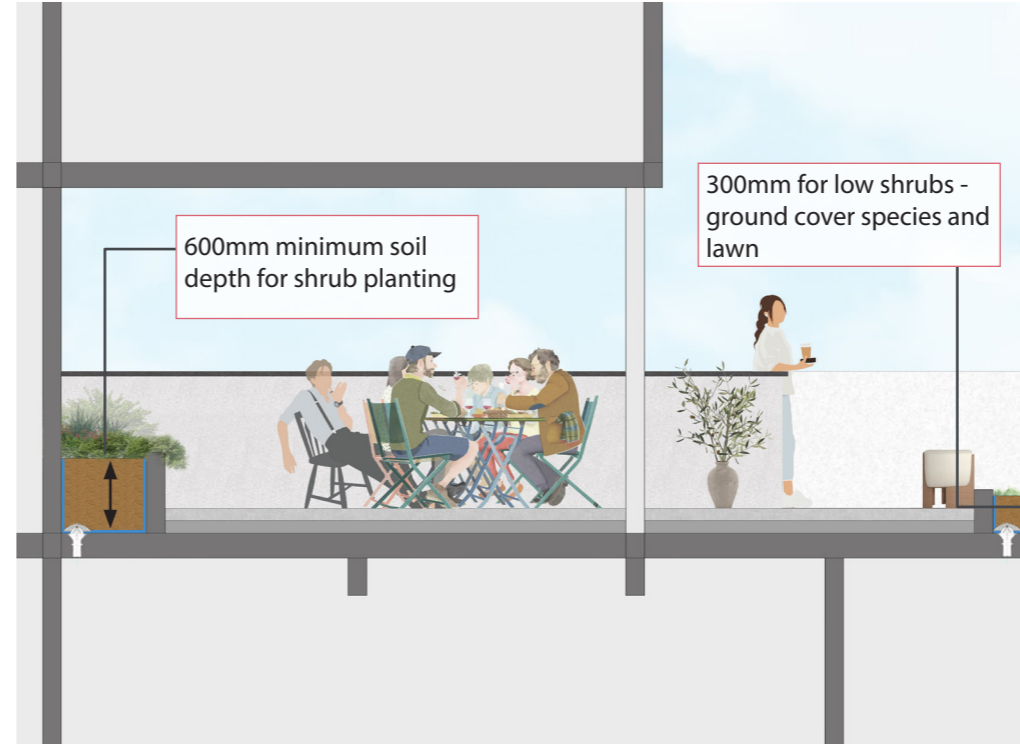 600mm minimum soil
depth for shrub planting
300mm for low shrubs -
ground cover species and
lawn